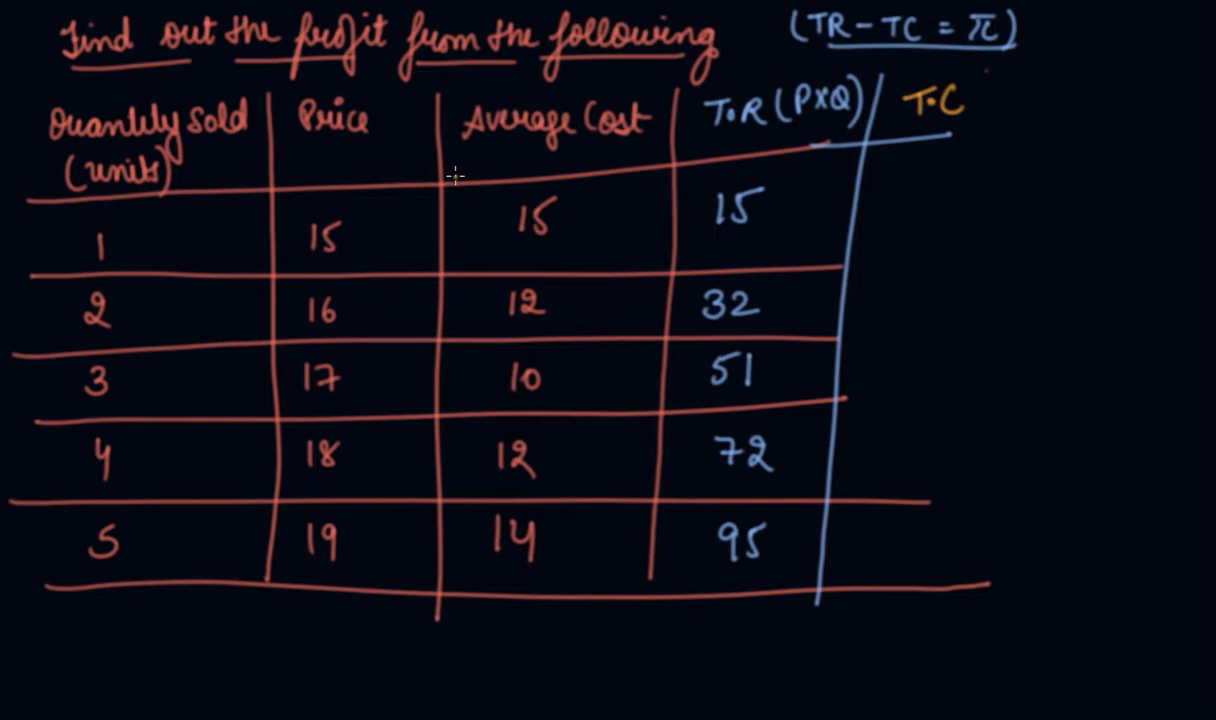 Find out the profit from the following (TR - TC = π)
Quantity Sold (units) Price Average Cost T.R (P×Q) T.C
1 15 15 15
2 16 12 32
3 17 10 51
4 18 12 72
5 19 14 95